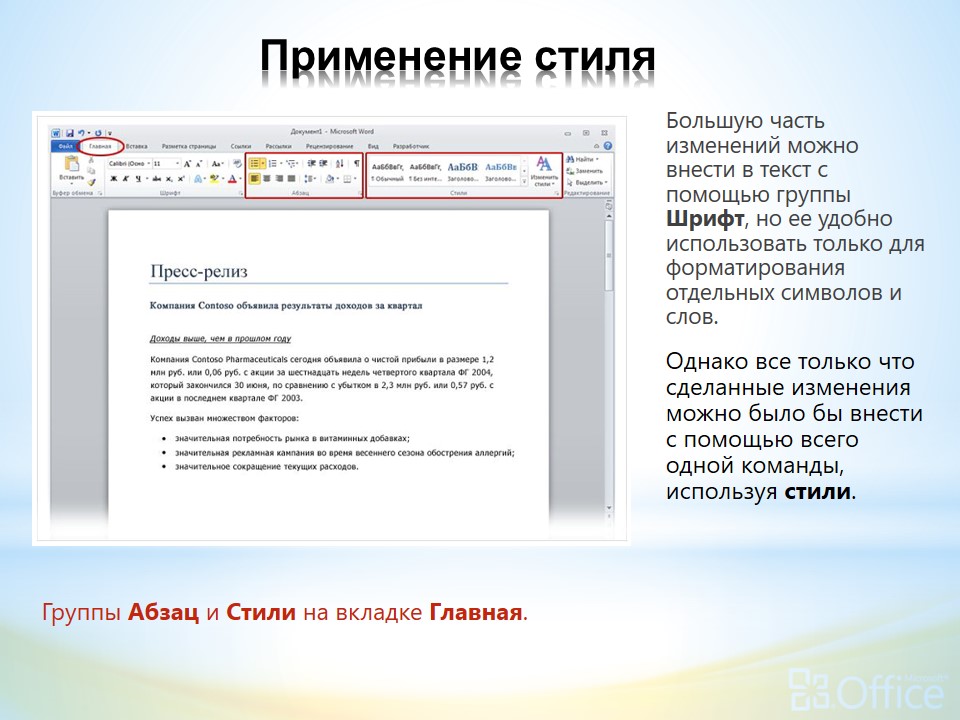 Применение стиля
Документ1 - Microsoft Word
Файл Главная Вставка Разметка страницы Ссылки Рассылки Рецензирование Вид Разработчик
Calibri (Осно 11
АаБбВвГг, АаБбВвГг, АаБбВ АаБбВв
Вставить
Ж К Ч
¶ Обычный ¶ Без инте... Заголово... Заголово...
Изменить стили
Найти
Заменить
Выделить
Буфер обмена Шрифт Абзац Стили Редактирование
Пресс-релиз
Компания Contoso объявила результаты доходов за квартал
Доходы выше, чем в прошлом году
Компания Contoso Pharmaceuticals сегодня объявила о чистой прибыли в размере 1,2
млн руб. или 0,06 руб. с акции за шестнадцать недель четвертого квартала ФГ 2004,
который закончился 30 июня, по сравнению с убытком в 2,3 млн руб. или 0,57 руб. с
акции в последнем квартале ФГ 2003.
Успех вызван множеством факторов:
• значительная потребность рынка в витаминных добавках;
• значительная рекламная кампания во время весеннего сезона обострения аллергий;
• значительное сокращение текущих расходов.
Большую часть
изменений можно
внести в текст с
помощью группы
Шрифт, но ее удобно
использовать только для
форматирования
отдельных символов и
слов.
Однако все только что
сделанные изменения
можно было бы внести
с помощью всего
одной команды,
используя стили.
Группы Абзац и Стили на вкладке Главная.
Microsoft
Office